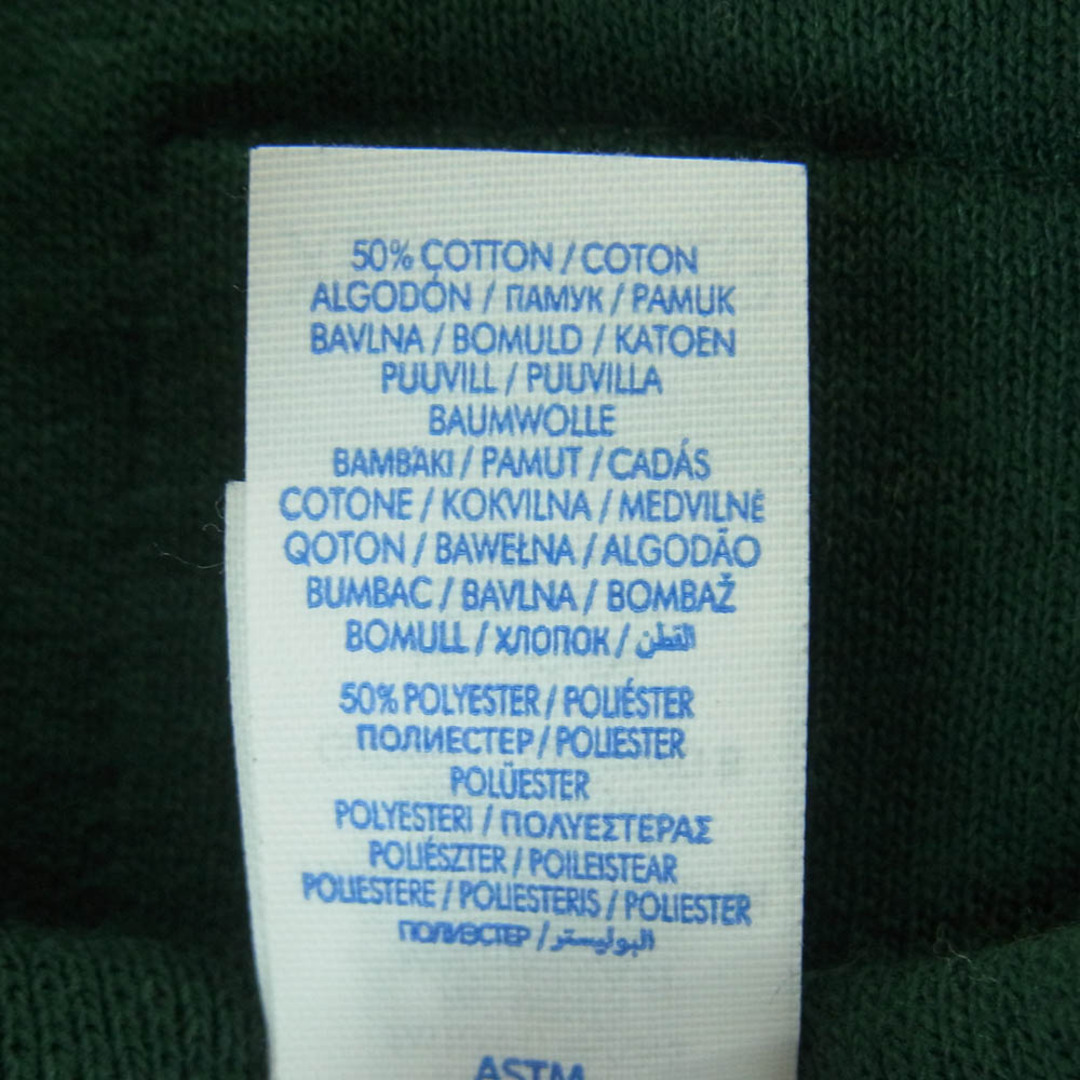 50% COTTON / COTON
ALGODÓN / ПАМУК / PAMUK
BAVLNA / BOMULD / KATOEN
PUUVILL / PUUVILLA
BAUMWOLLE
BAMBAKI / PAMUT / CADÁS
COTONE / KOKVILNA / MEDVILNĖ
QOTON / BAWEŁNA / ALGODÃO
BUMBAC / BAVLNA / BOMBAŽ
BOMULL / ХЛОПОК / القطن
50% POLYESTER / POLIÉSTER
ПОЛИЕСТЕР / POLIESTER
POLÜESTER
POLYESTERI / ΠΟΛΥΕΣΤΕΡΑΣ
POLIÉSZTER / POILEISTEAR
POLIESTERE / POLIESTERIS / POLIESTER
ПОЛИЭСТЕР / البوليستر
ASTM